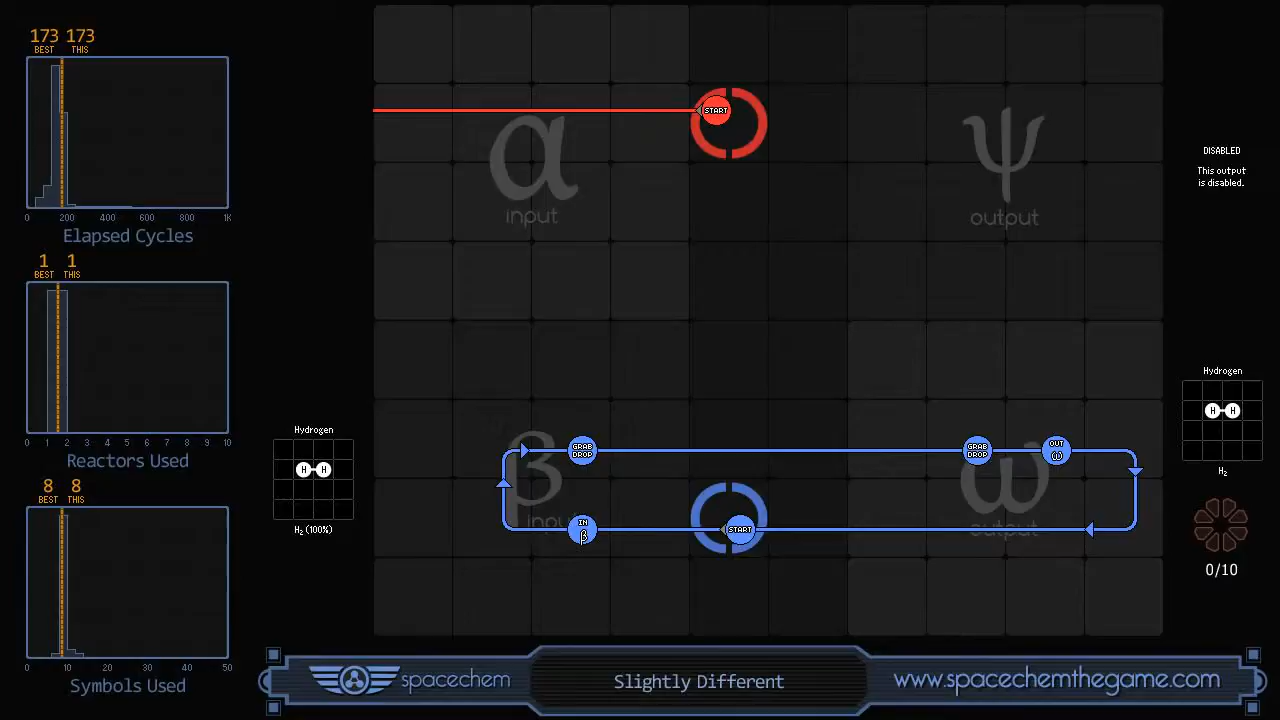 173 173
BEST THIS
0 200 400 600 800 1K
Elapsed Cycles
1 1
BEST THIS
0 1 2 3 4 5 6 7 8 9 10
Reactors Used
8 8
BEST THIS
0 10 20 30 40 50
Symbols Used
START
α
input
ψ
output
DISABLED
This output
is disabled.
Hydrogen
H H
H₂ (100%)
β
input
GRAB
DROP
IN
β
START
GRAB
DROP
OUT
ω
ω
output
Hydrogen
H H
H₂
0/10
spacechem
Slightly Different
www.spacechemthegame.com